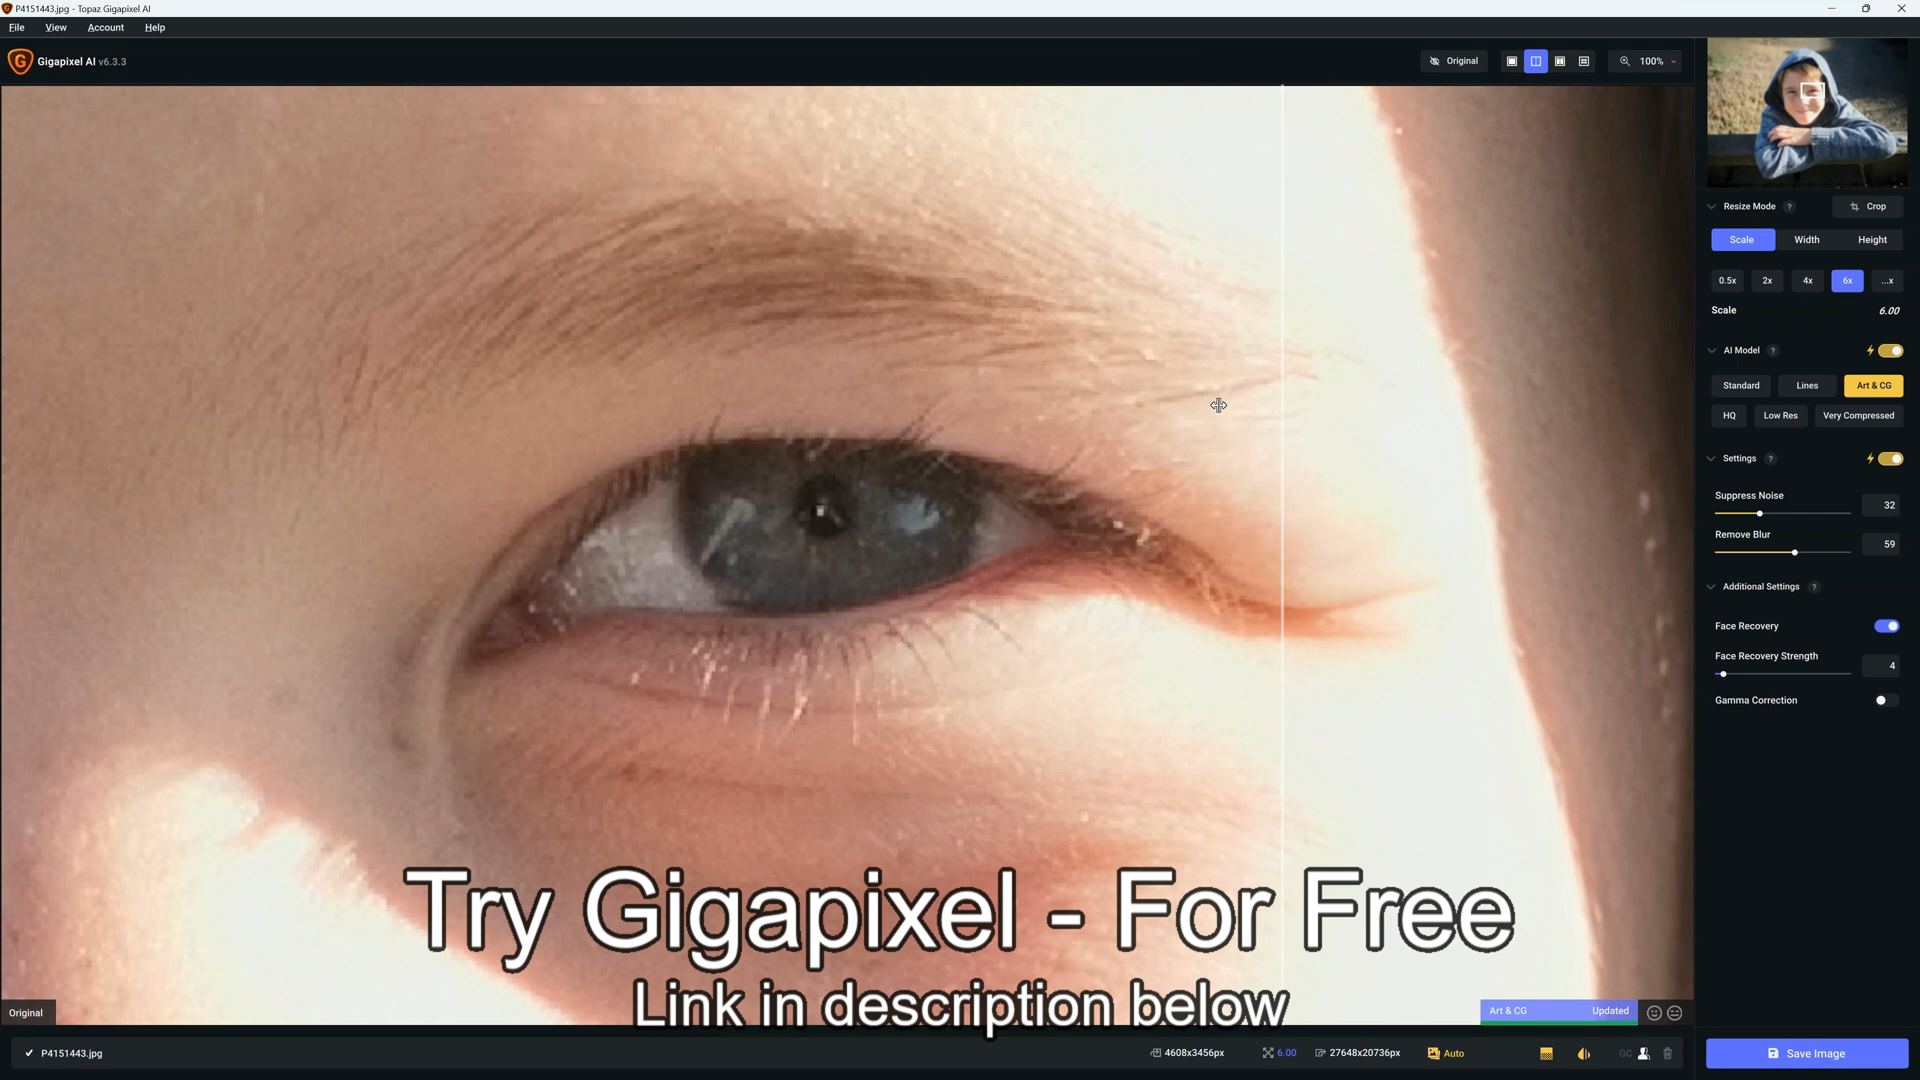 P4151443.jpg - Topaz Gigapixel AI
File View Account Help
Gigapixel AI v6.3.3
Original
100%
Resize Mode ?
Crop
Scale Width Height
0.5x 2x 4x 6x ...x
Scale 6.00
AI Model ?
Standard Lines Art & CG
HQ Low Res Very Compressed
Settings ?
Suppress Noise
32
Remove Blur
59
Additional Settings ?
Face Recovery
Face Recovery Strength
4
Gamma Correction
Try Gigapixel - For Free
Link in description below
Original
Art & CG Updated
P4151443.jpg
4608x3456px 6.00 27648x20736px Auto GC
Save Image